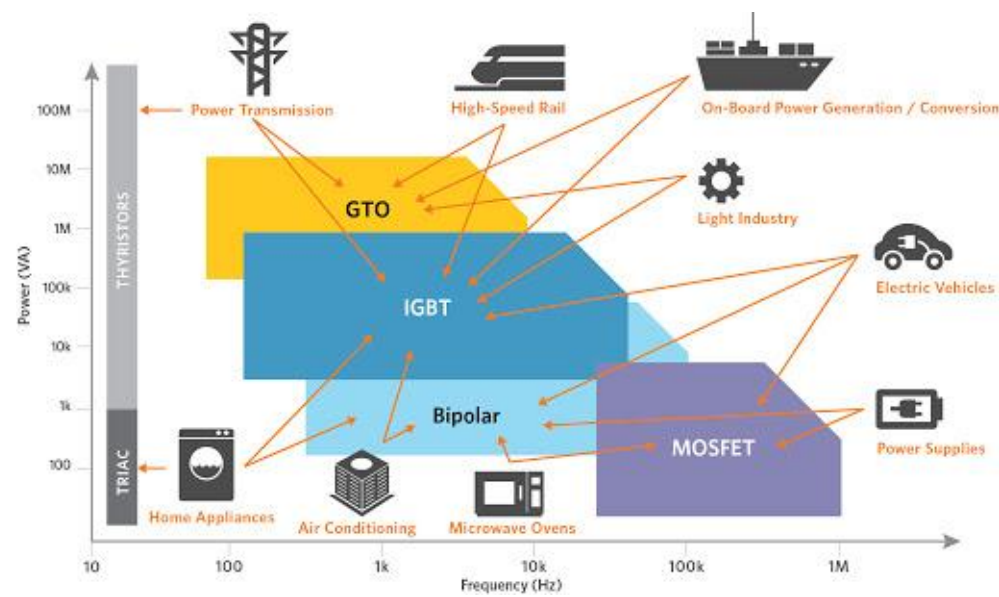 Power Transmission
High-Speed Rail
On-Board Power Generation / Conversion
Light Industry
Electric Vehicles
Power Supplies
Home Appliances
Air Conditioning
Microwave Ovens
GTO
IGBT
Bipolar
MOSFET
THYRISTORS
TRIAC
Power (VA)
100M
10M
1M
100k
10k
1k
100
10
100
1k
10k
100k
1M
Frequency (Hz)